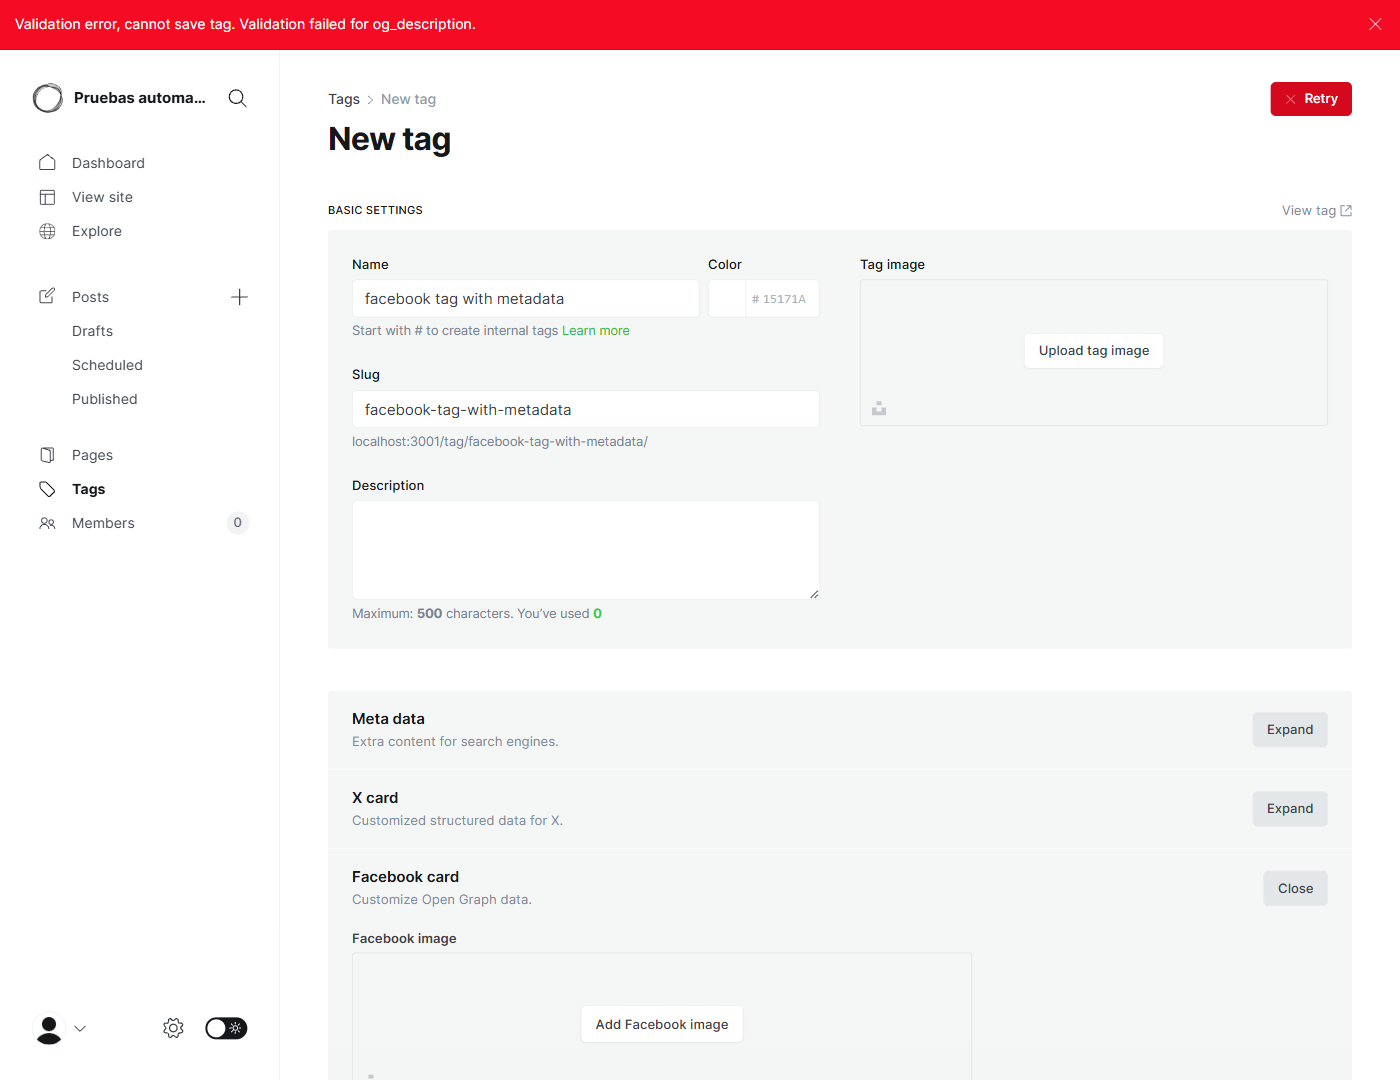 Validation error, cannot save tag. Validation failed for og_description.
Pruebas automa...
Dashboard
View site
Explore
Posts
Drafts
Scheduled
Published
Pages
Tags
Members 0
Tags New tag
Retry
New tag
BASIC SETTINGS
View tag
Name
facebook tag with metadata
Color
# 15171A
Start with # to create internal tags Learn more
Slug
facebook-tag-with-metadata
localhost:3001/tag/facebook-tag-with-metadata/
Description
Maximum: 500 characters. You’ve used 0
Tag image
Upload tag image
Meta data
Extra content for search engines.
Expand
X card
Customized structured data for X.
Expand
Facebook card
Customize Open Graph data.
Close
Facebook image
Add Facebook image